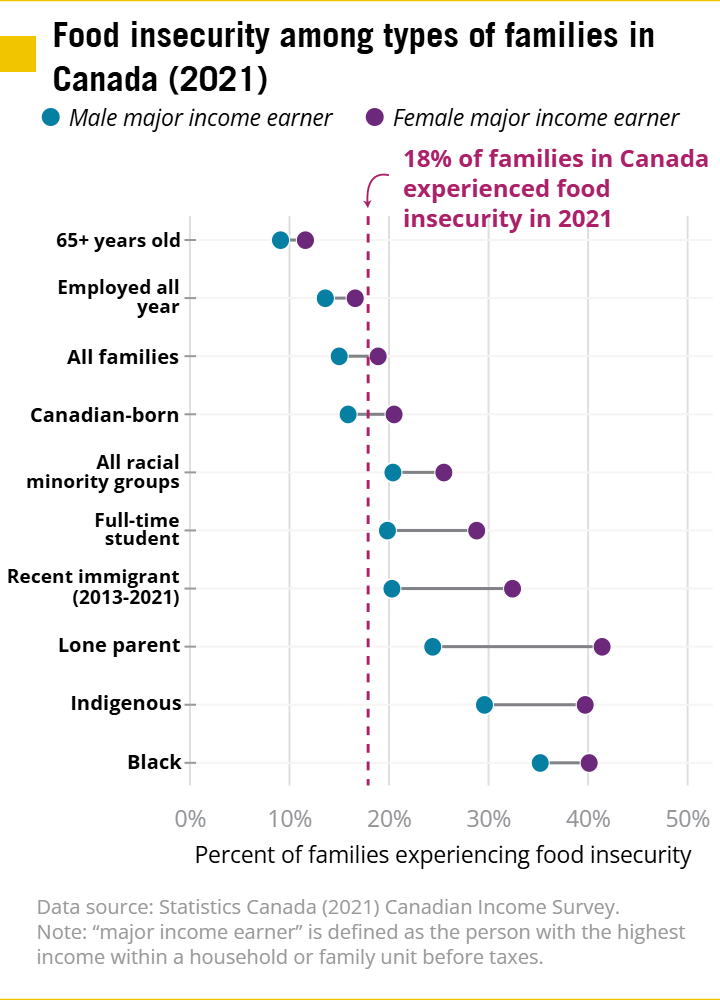 Food insecurity among types of families in
Canada (2021)
Male major income earner
Female major income earner
18% of families in Canada
experienced food
insecurity in 2021
65+ years old
Employed all
year
All families
Canadian-born
All racial
minority groups
Full-time
student
Recent immigrant
(2013-2021)
Lone parent
Indigenous
Black
0% 10% 20% 30% 40% 50%
Percent of families experiencing food insecurity
Data source: Statistics Canada (2021) Canadian Income Survey.
Note: “major income earner” is defined as the person with the highest
income within a household or family unit before taxes.